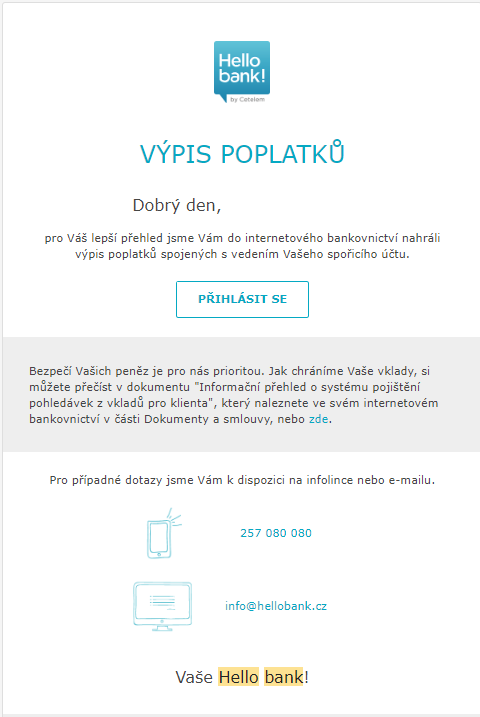 Hello
bank!
by Cetelem
VÝPIS POPLATKŮ
Dobrý den,
pro Váš lepší přehled jsme Vám do internetového bankovnictví nahráli
výpis poplatků spojených s vedením Vašeho spořicího účtu.
PŘIHLÁSIT SE
Bezpečí Vašich peněz je pro nás prioritou. Jak chráníme Vaše vklady, si
můžete přečíst v dokumentu "Informační přehled o systému pojištění
pohledávek z vkladů pro klienta", který naleznete ve svém internetovém
bankovnictví v části Dokumenty a smlouvy, nebo zde.
Pro případné dotazy jsme Vám k dispozici na infolince nebo e-mailu.
257 080 080
info@hellobank.cz
Vaše Hello bank!